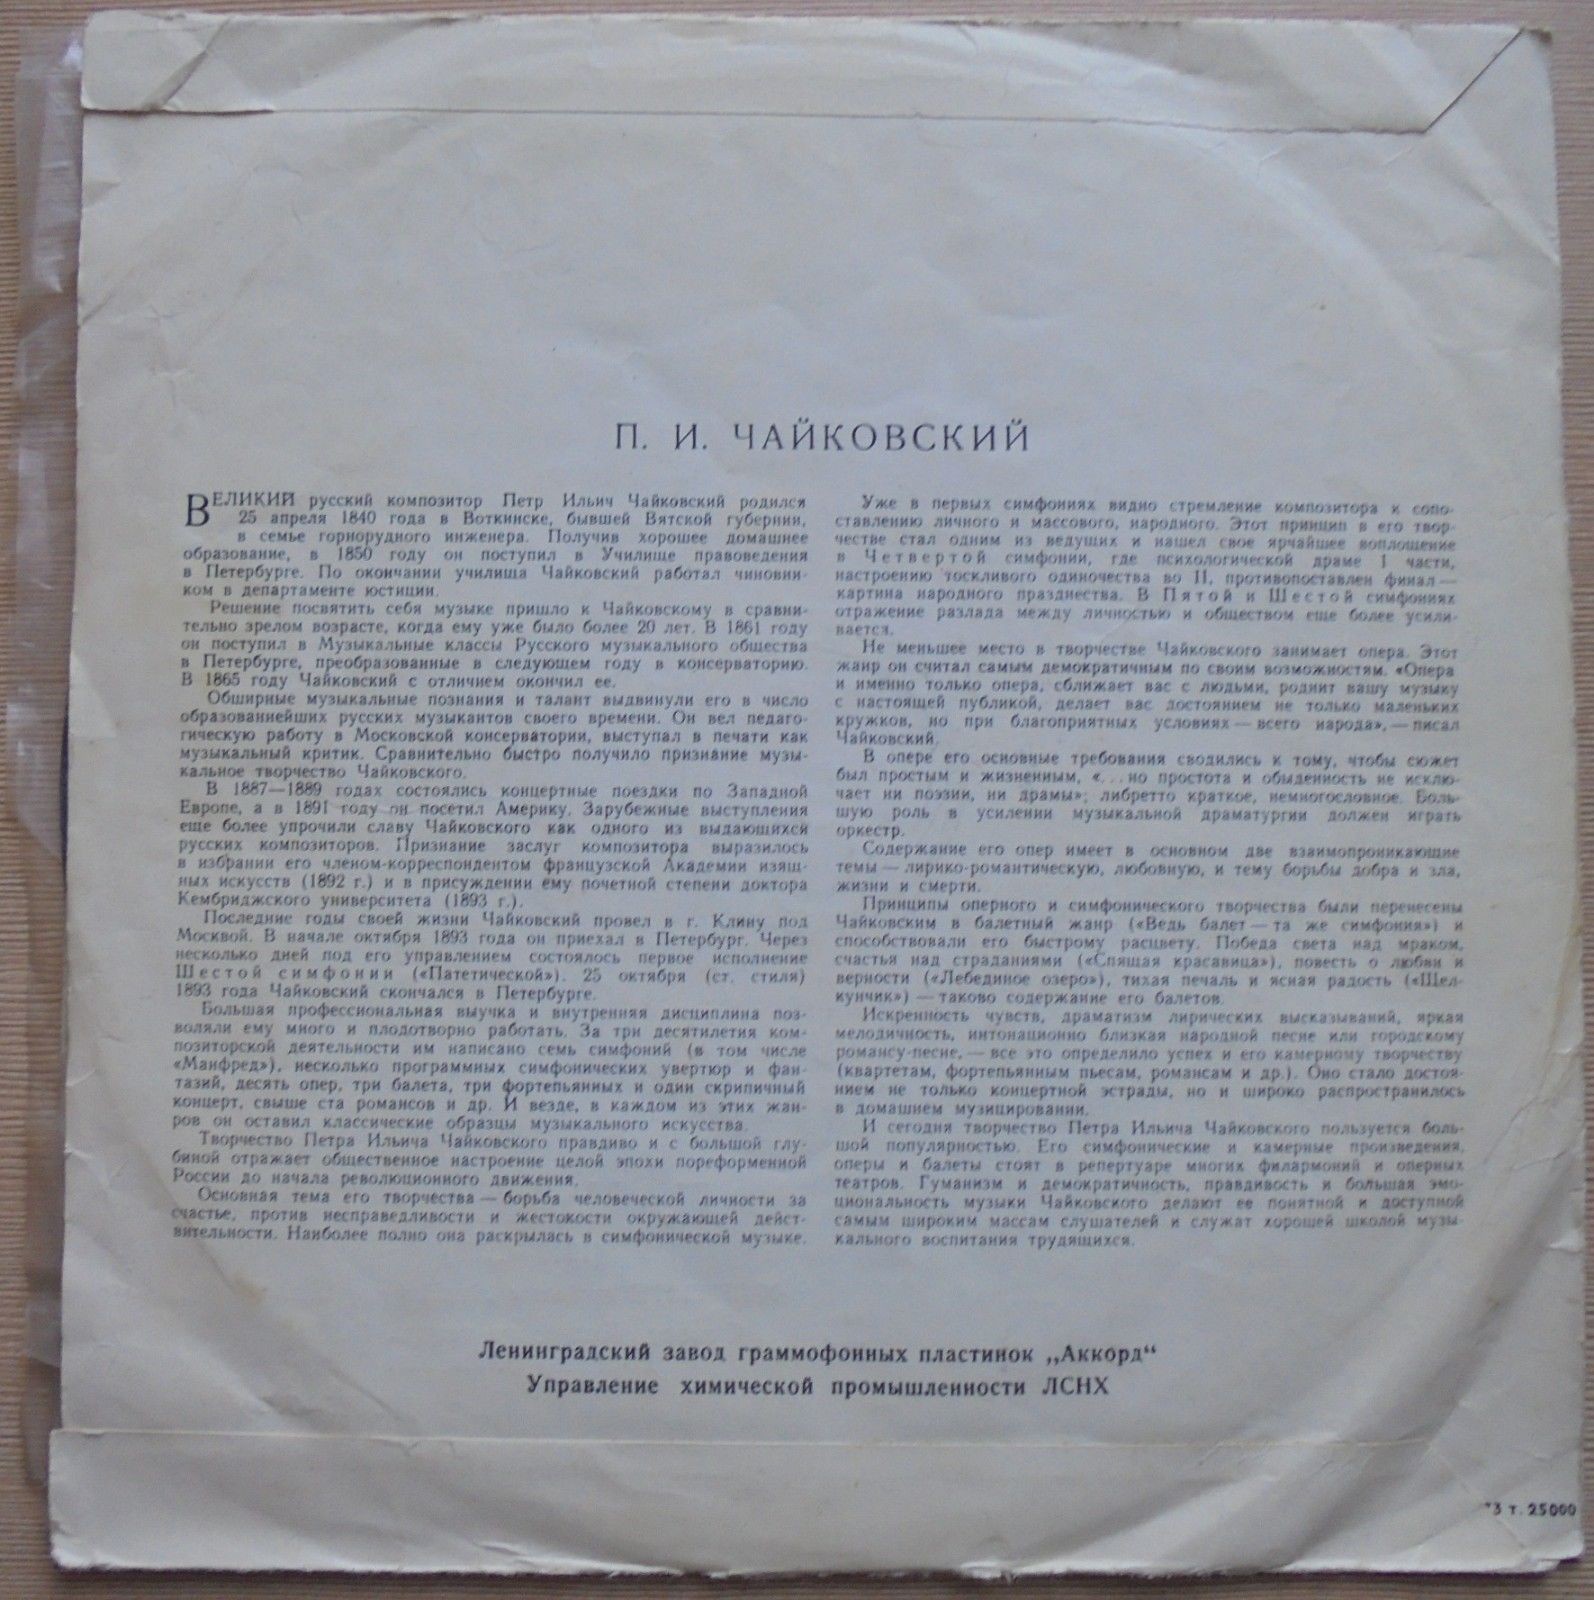 П. И. ЧАЙКОВСКИЙ
ВЕЛИКИЙ русский композитор Петр Ильич Чайковский родился
25 апреля 1840 года в Воткинске, бывшей Вятской губернии,
в семье горнорудного инженера. Получив хорошее домашнее
образование, в 1850 году он поступил в Училище правоведения
в Петербурге. По окончании училища Чайковский работал чиновни-
ком в департаменте юстиции.
Решение посвятить себя музыке пришло к Чайковскому в сравни-
тельно зрелом возрасте, когда ему уже было более 20 лет. В 1861 году
он поступил в Музыкальные классы Русского музыкального общества
в Петербурге, преобразованные в следующем году в консерваторию.
В 1865 году Чайковский с отличием окончил ее.
Обширные музыкальные познания и талант выдвинули его в число
образованнейших русских музыкантов своего времени. Он вел педаго-
гическую работу в Московской консерватории, выступал в печати как
музыкальный критик. Сравнительно быстро получило признание музы-
кальное творчество Чайковского.
В 1887—1889 годах состоялись концертные поездки по Западной
Европе, а в 1891 году он посетил Америку. Зарубежные выступления
еще более упрочили славу Чайковского как одного из выдающихся
русских композиторов. Признание заслуг композитора выразилось
в избрании его членом-корреспондентом французской Академии изящ-
ных искусств (1892 г.) и в присуждении ему почетной степени доктора
Кембриджского университета (1893 г.).
Последние годы своей жизни Чайковский провел в г. Клину под
Москвой. В начале октября 1893 года он приехал в Петербург. Через
несколько дней под его управлением состоялось первое исполнение
Шестой симфонии («Патетической»). 25 октября (ст. стиля)
1893 года Чайковский скончался в Петербурге.
Большая профессиональная выучка и внутренняя дисциплина поз-
воляли ему много и плодотворно работать. За три десятилетия ком-
позиторской деятельности им написано семь симфоний (в том числе
«Манфред»), несколько программных симфонических увертюр и фан-
тазий, десять опер, три балета, три фортепьянных и один скрипичный
концерт, свыше ста романсов и др. И везде, в каждом из этих жан-
ров он оставил классические образцы музыкального искусства.
Творчество Петра Ильича Чайковского правдиво и с большой глу-
биной отражает общественное настроение целой эпохи пореформенной
России до начала революционного движения.
Основная тема его творчества — борьба человеческой личности за
счастье, против несправедливости и жестокости окружающей дейст-
вительности. Наиболее полно она раскрылась в симфонической музыке.
Уже в первых симфониях видно стремление композитора к сопо-
ставлению личного и массового, народного. Этот принцип в его твор-
честве стал одним из ведущих и нашел свое ярчайшее воплощение
в Четвертой симфонии, где психологической драме I части,
настроению тоскливого одиночества во II, противопоставлен финал —
картина народного празднества. В Пятой и Шестой симфониях
отражение разлада между личностью и обществом еще более усили-
вается.
Не меньшее место в творчестве Чайковского занимает опера. Этот
жанр он считал самым демократичным по своим возможностям. «Опера
и именно только опера, сближает вас с людьми, роднит вашу музыку
с настоящей публикой, делает вас достоянием не только маленьких
кружков, но при благоприятных условиях — всего народа», — писал
Чайковский.
В опере его основные требования сводились к тому, чтобы сюжет
был простым и жизненным, «... но простота и обыденность не исклю-
чает ни поэзии, ни драмы»; либретто краткое, немногословное. Боль-
шую роль в усилении музыкальной драматургии должен играть
оркестр.
Содержание его опер имеет в основном две взаимопроникающие
темы — лирико-романтическую, любовную, и тему борьбы добра и зла,
жизни и смерти.
Принципы оперного и симфонического творчества были перенесены
Чайковским в балетный жанр («Ведь балет — та же симфония») и
способствовали его быстрому расцвету. Победа света над мраком,
счастья над страданиями («Спящая красавица»), повесть о любви и
верности («Лебединое озеро»), тихая печаль и ясная радость («Щел-
кунчик») — таково содержание его балетов.
Искренность чувств, драматизм лирических высказываний, яркая
мелодичность, интонационно близкая народной песне или городскому
романсу-песне, — все это определило успех и его камерному творчеству
(квартетам, фортепьянным пьесам, романсам и др.). Оно стало достоя-
нием не только концертной эстрады, но и широко распространилось
в домашнем музицировании.
И сегодня творчество Петра Ильича Чайковского пользуется боль-
шой популярностью. Его симфонические и камерные произведения,
оперы и балеты стоят в репертуаре многих филармоний и оперных
театров. Гуманизм и демократичность, правдивость и большая эмо-
циональность музыки Чайковского делают ее понятной и доступной
самым широким массам слушателей и служат хорошей школой музы-
кального воспитания трудящихся.
Ленинградский завод граммофонных пластинок „Аккорд“
Управление химической промышленности ЛСНХ
3 т. 25000